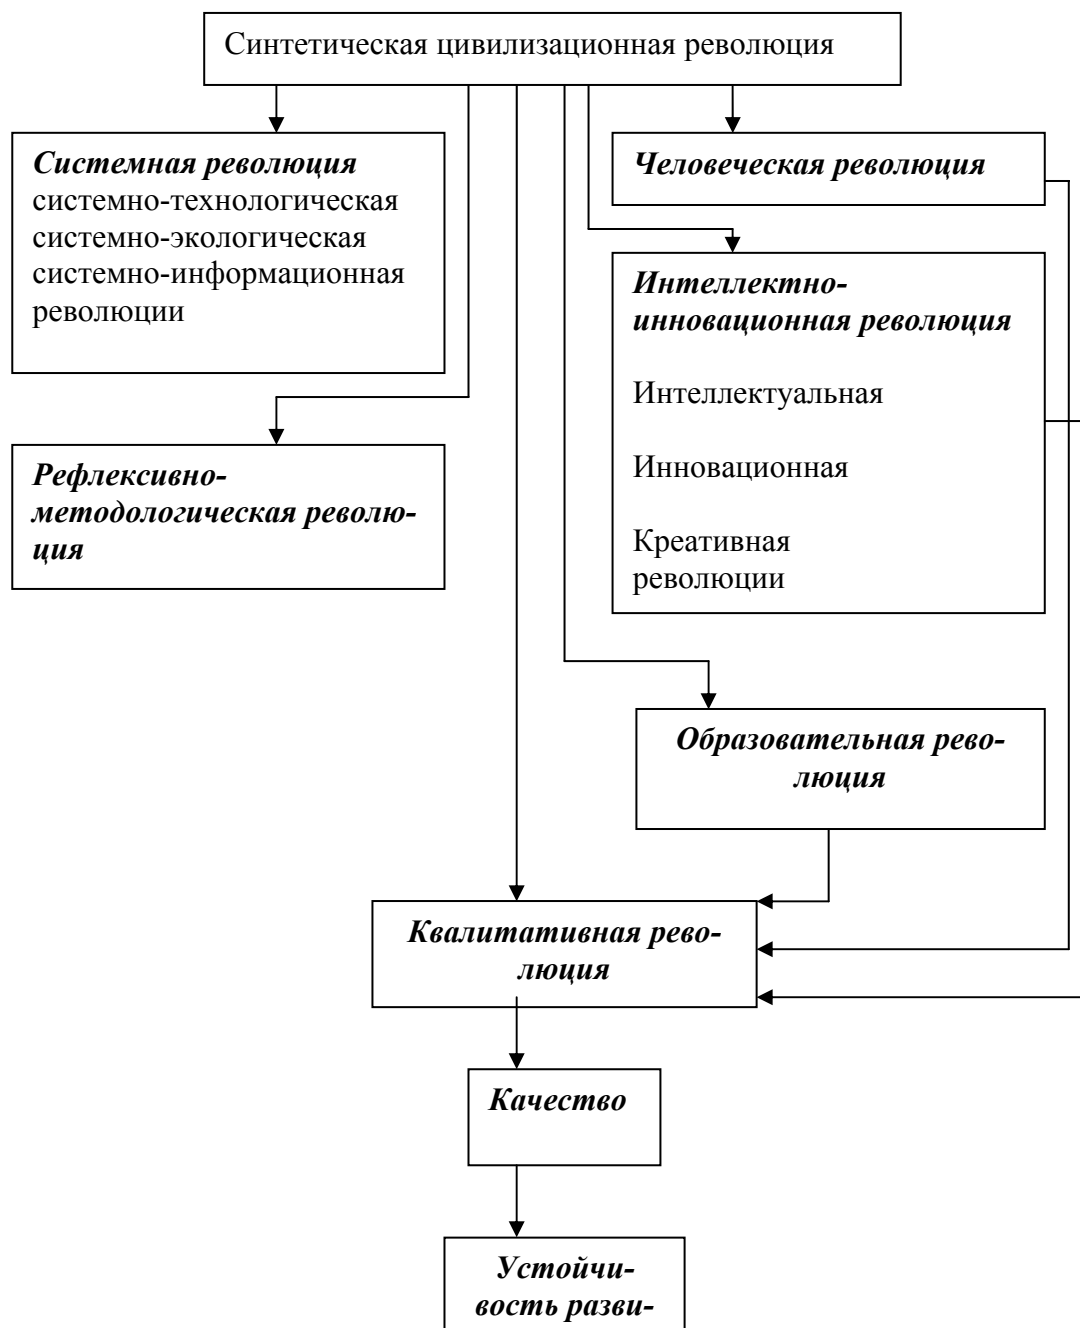 Синтетическая цивилизационная революция
Системная революция
системно-технологическая
системно-экологическая
системно-информационная
революции
Человеческая революция
Интеллектно-
инновационная революция
Интеллектуальная
Инновационная
Креативная
революции
Рефлексивно-
методологическая револю-
ция
Образовательная рево-
люция
Квалитативная рево-
люция
Качество
Устойчи-
вость разви-